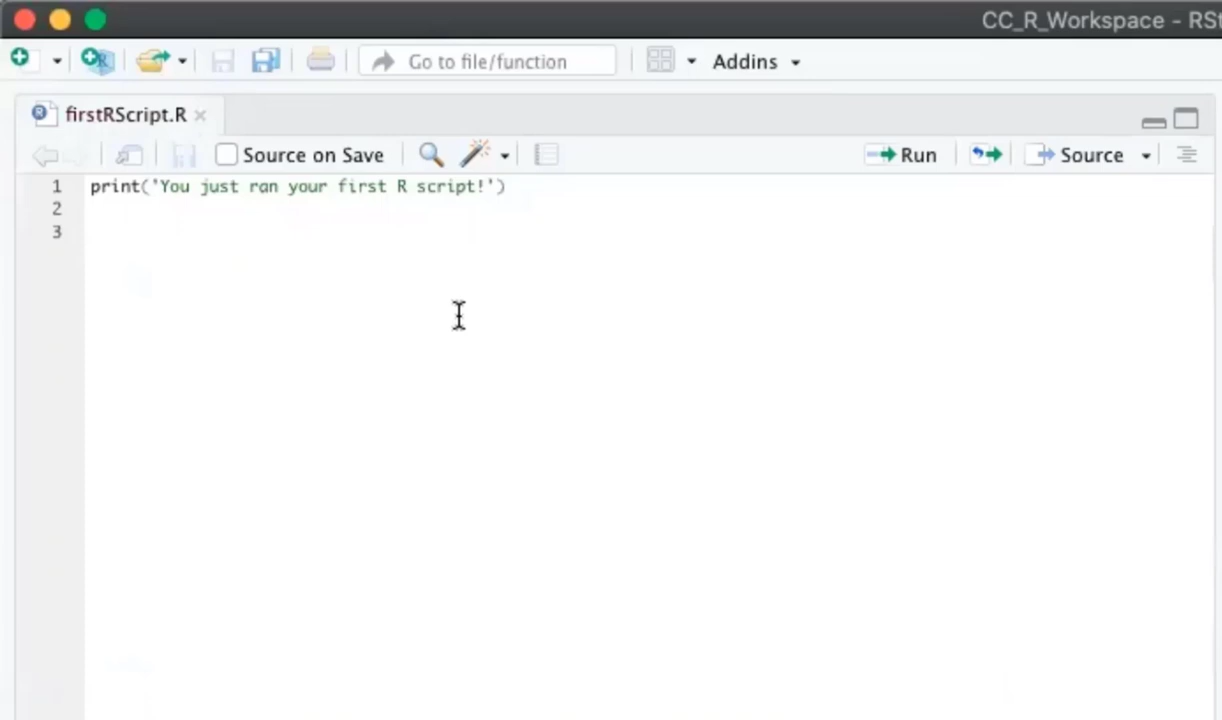 CC_R_Workspace - RSt
Go to file/function
Addins
firstRScript.R
Source on Save
Run
Source
1 print('You just ran your first R script!')
2
3